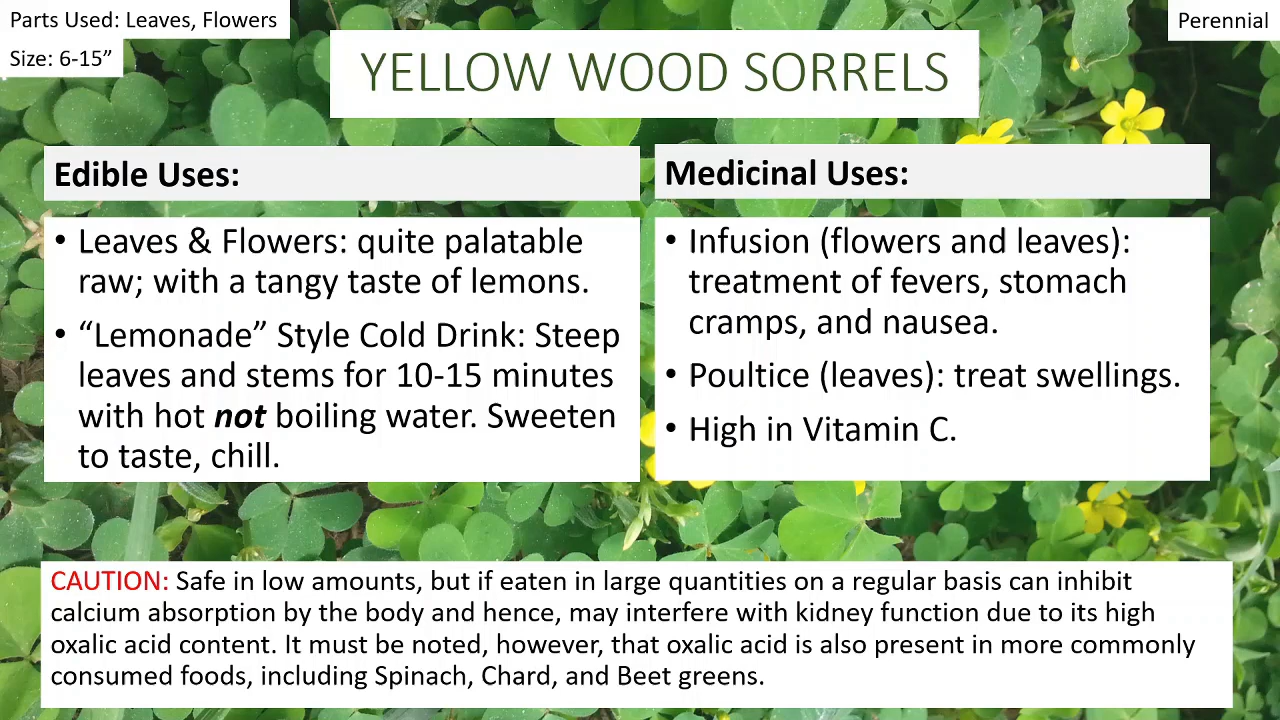 Parts Used: Leaves, Flowers
Size: 6-15”
Perennial
YELLOW WOOD SORRELS
Edible Uses:
• Leaves & Flowers: quite palatable
raw; with a tangy taste of lemons.
• “Lemonade” Style Cold Drink: Steep
leaves and stems for 10-15 minutes
with hot not boiling water. Sweeten
to taste, chill.
Medicinal Uses:
• Infusion (flowers and leaves):
treatment of fevers, stomach
cramps, and nausea.
• Poultice (leaves): treat swellings.
• High in Vitamin C.
CAUTION: Safe in low amounts, but if eaten in large quantities on a regular basis can inhibit
calcium absorption by the body and hence, may interfere with kidney function due to its high
oxalic acid content. It must be noted, however, that oxalic acid is also present in more commonly
consumed foods, including Spinach, Chard, and Beet greens.